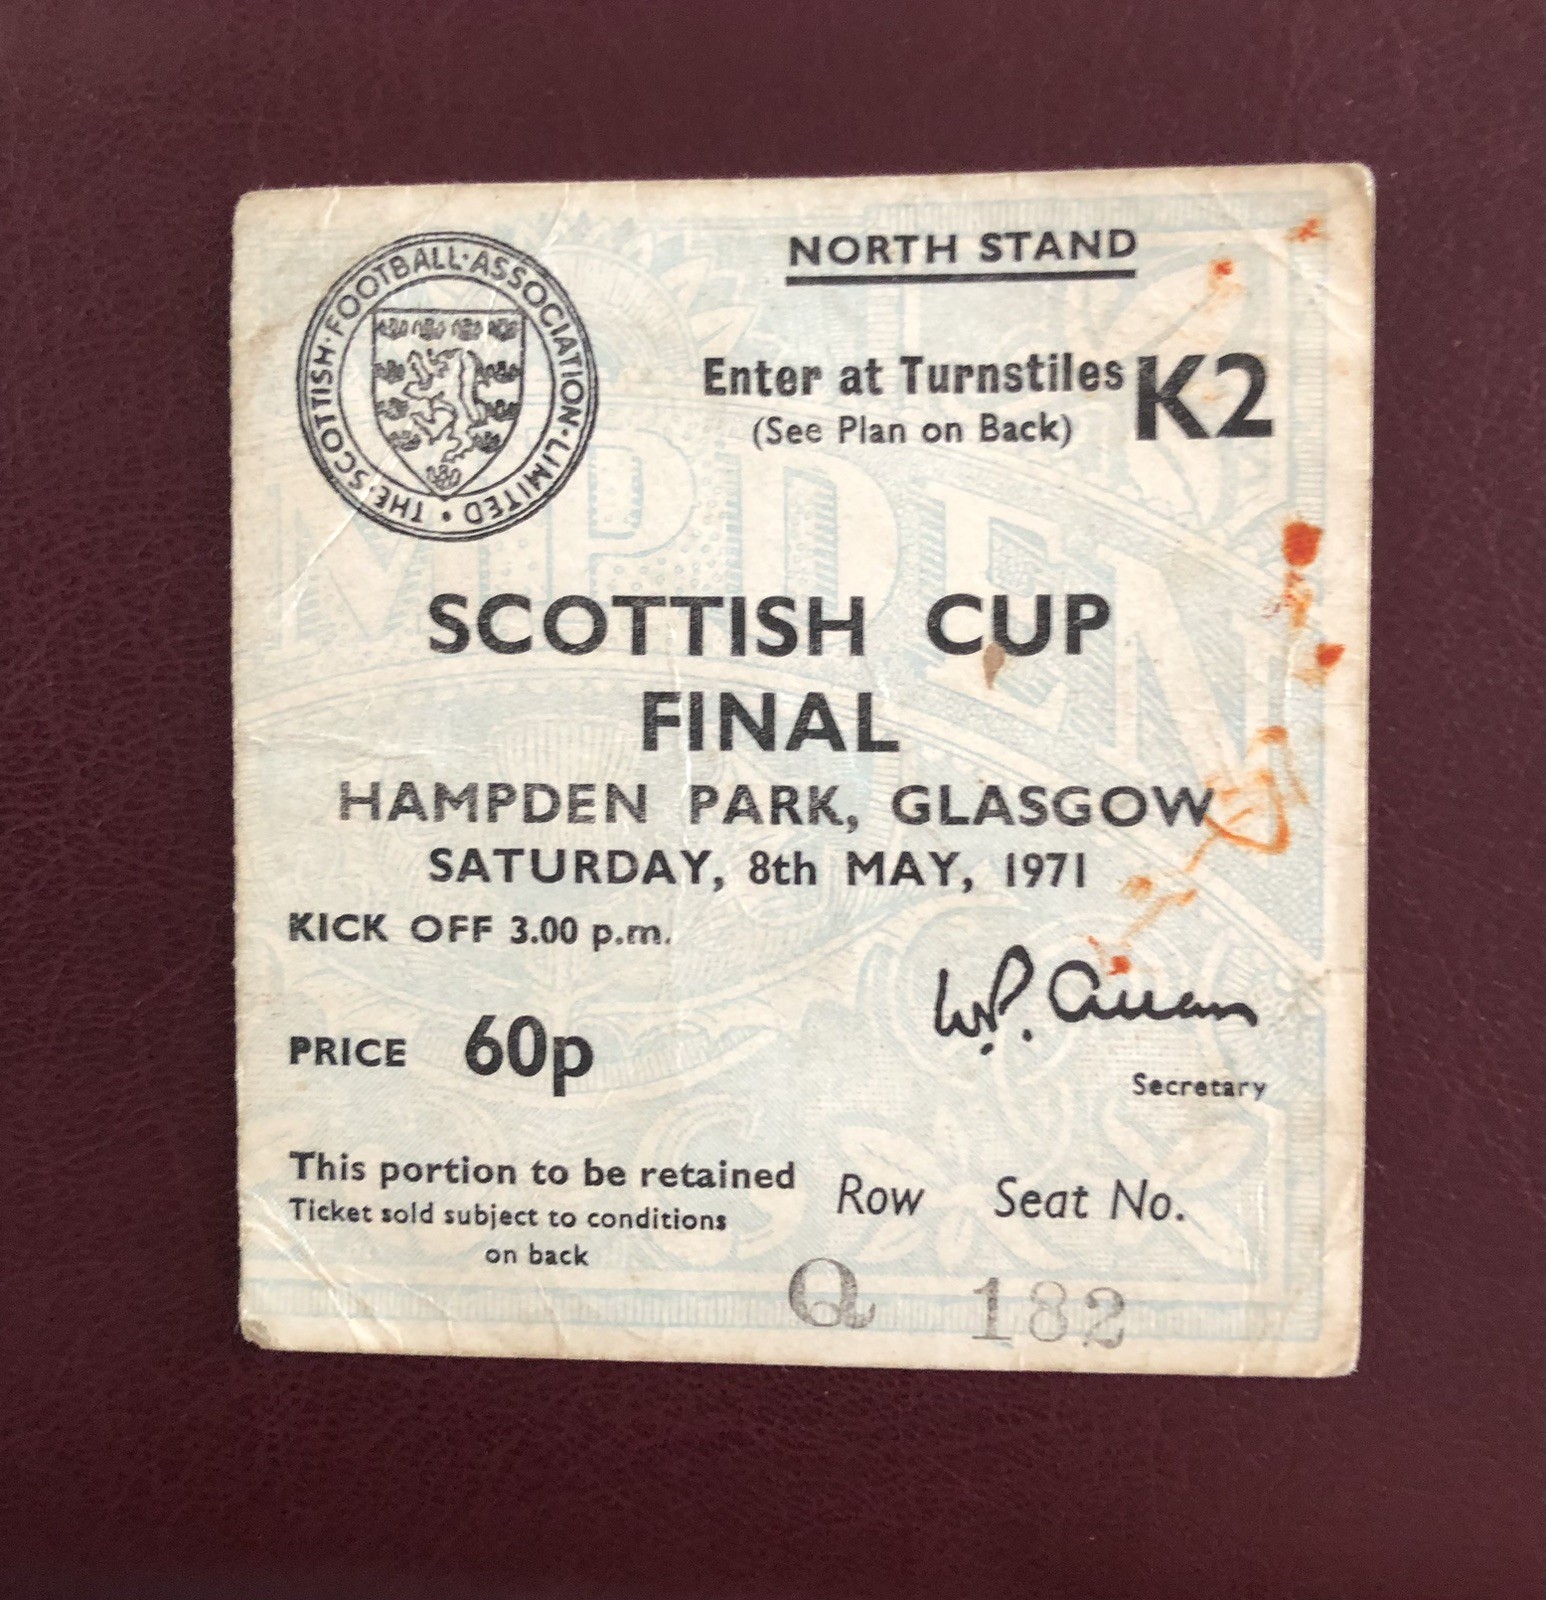 THE · SCOTTISH · FOOTBALL · ASSOCIATION · LIMITED ·
NORTH STAND
Enter at Turnstiles K2
(See Plan on Back)
HAMPDEN
SCOTTISH CUP
FINAL
HAMPDEN PARK, GLASGOW
SATURDAY, 8th MAY, 1971
KICK OFF 3.00 p.m.
W.P. Allan
PRICE 60p
Secretary
This portion to be retained
Ticket sold subject to conditions
on back
Row Seat No.
Q 182